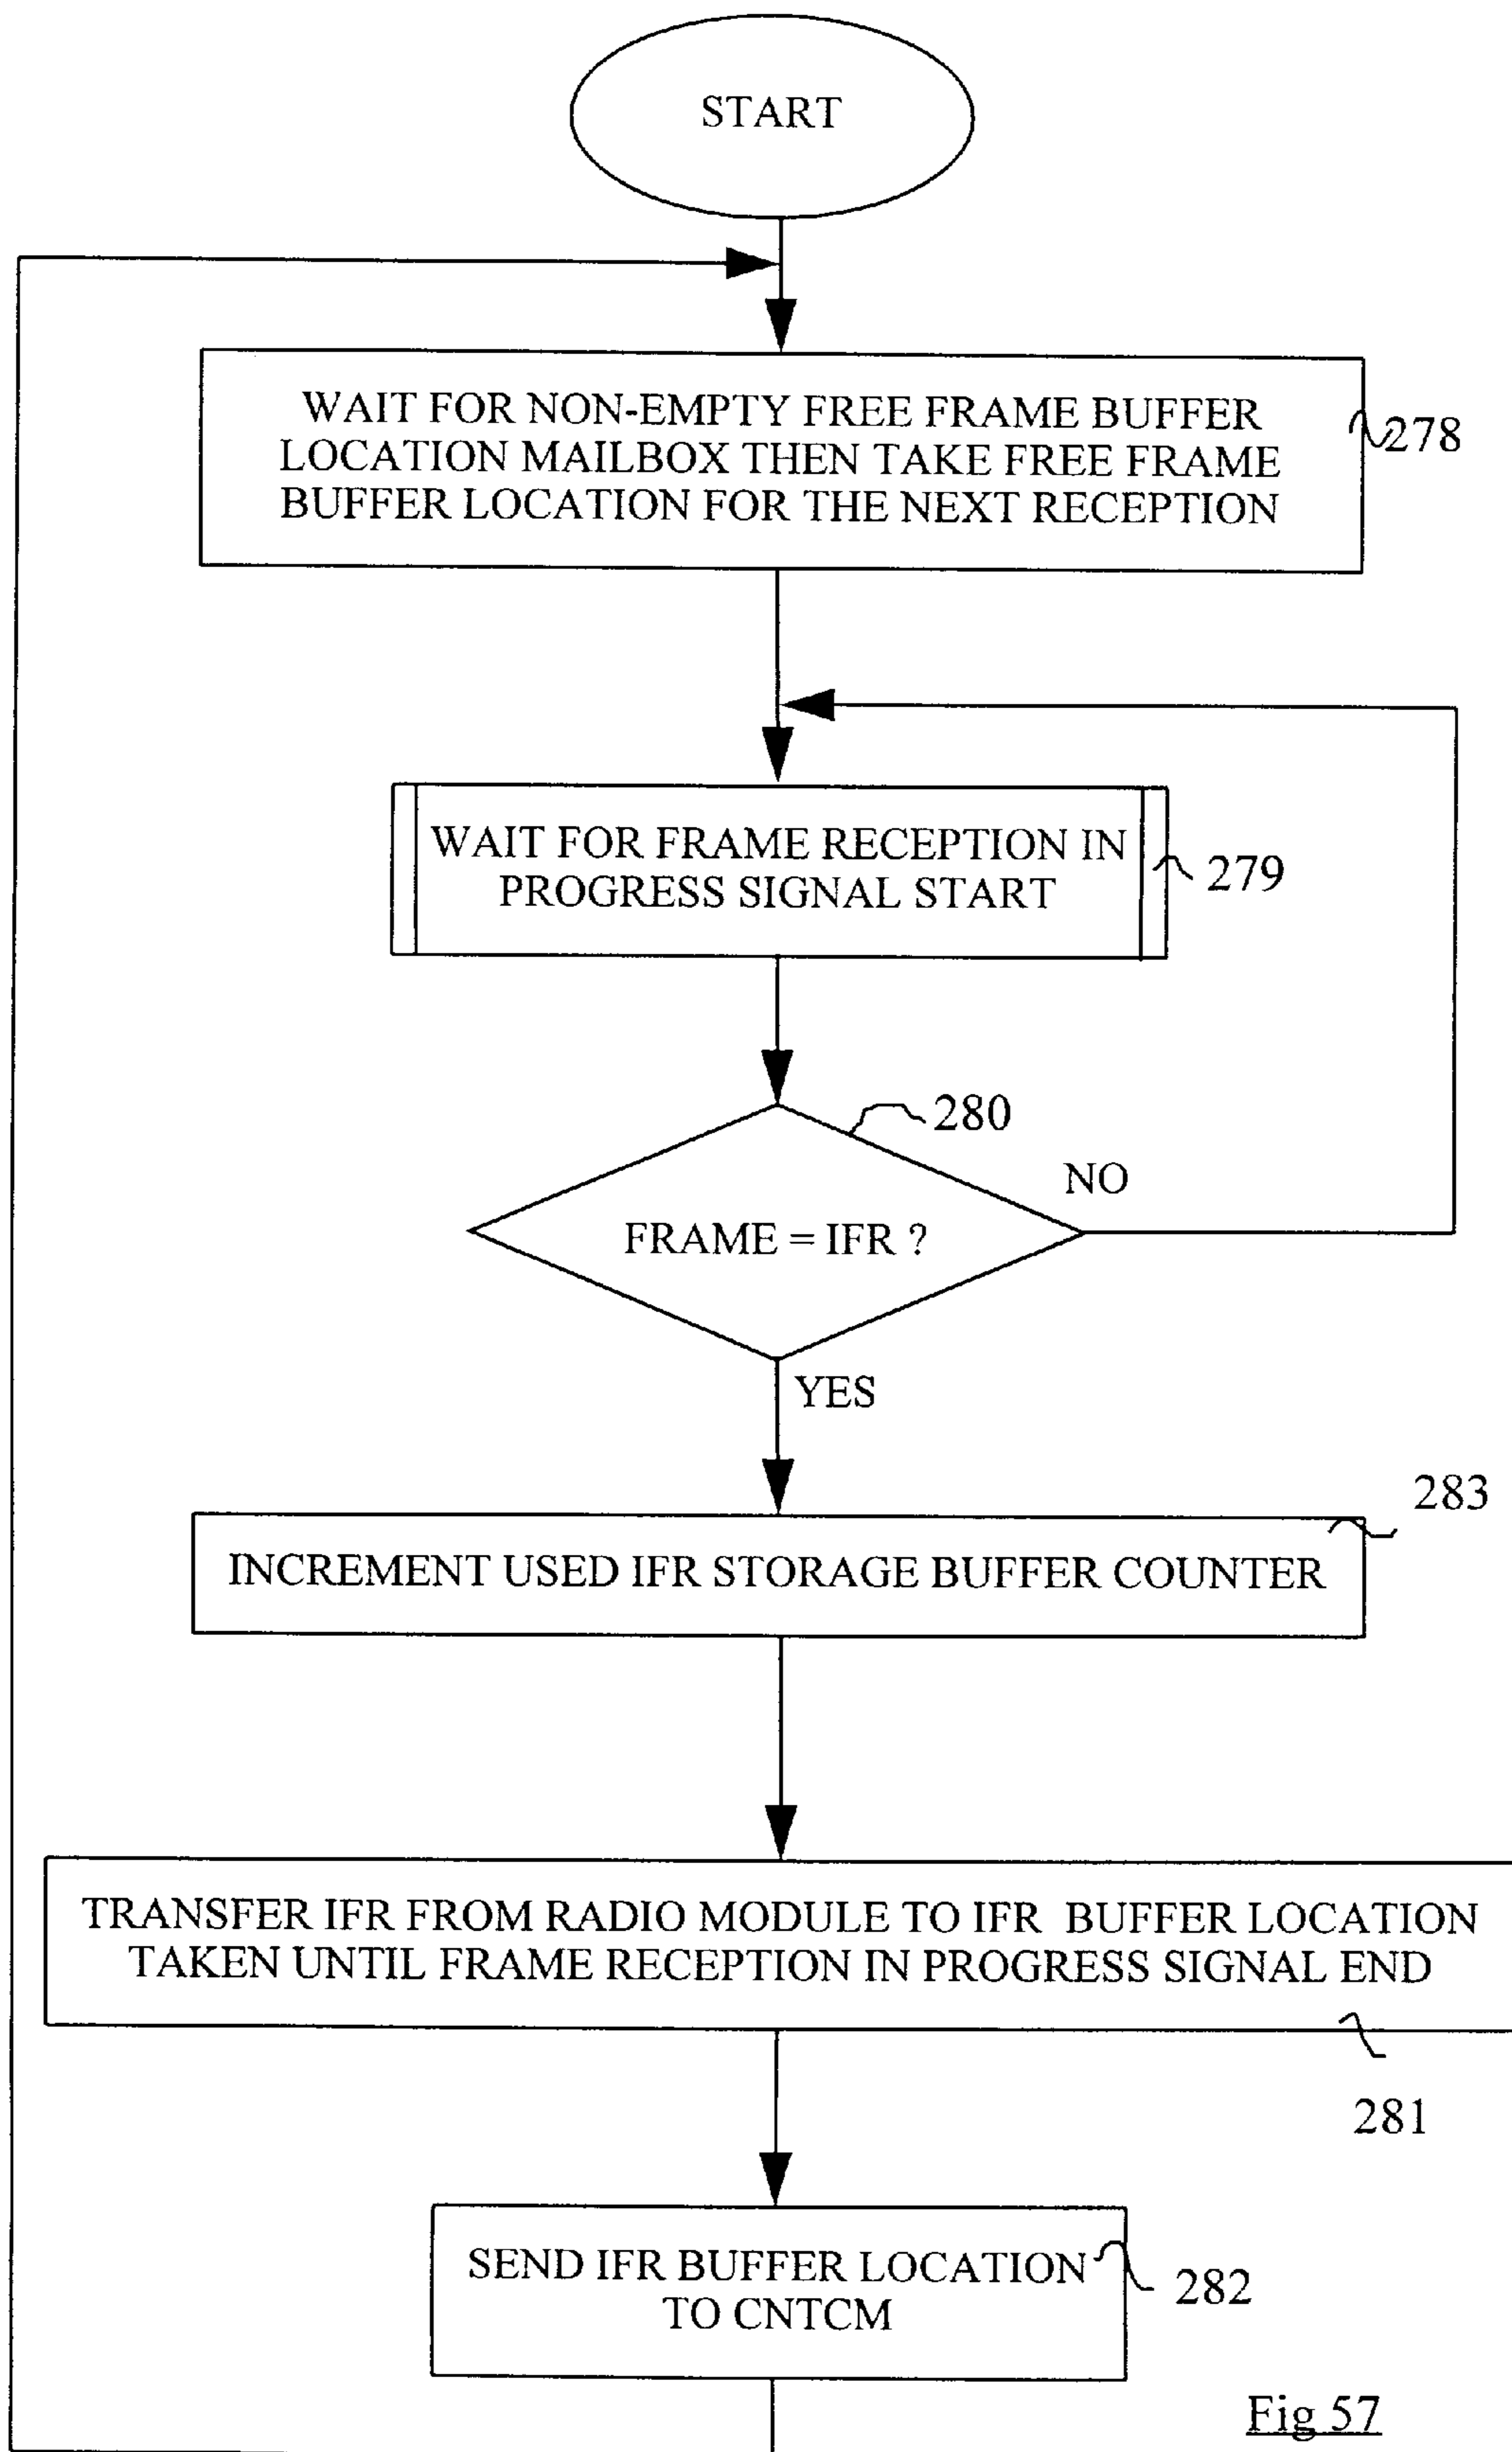 START
WAIT FOR NON-EMPTY FREE FRAME BUFFER
LOCATION MAILBOX THEN TAKE FREE FRAME
BUFFER LOCATION FOR THE NEXT RECEPTION
278
WAIT FOR FRAME RECEPTION IN
PROGRESS SIGNAL START
279
280
NO
FRAME = IFR ?
YES
283
INCREMENT USED IFR STORAGE BUFFER COUNTER
TRANSFER IFR FROM RADIO MODULE TO IFR BUFFER LOCATION
TAKEN UNTIL FRAME RECEPTION IN PROGRESS SIGNAL END
281
SEND IFR BUFFER LOCATION
TO CNTCM
282
Fig 57